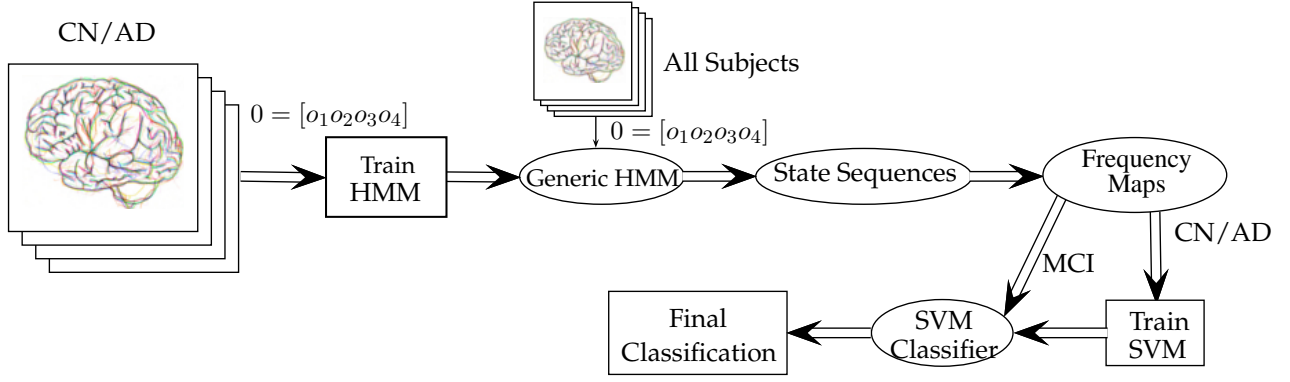 CN/AD
All Subjects
0 = [o₁o₂o₃o₄]
0 = [o₁o₂o₃o₄]
Train
HMM
Generic HMM
State Sequences
Frequency
Maps
CN/AD
MCI
Final
Classification
SVM
Classifier
Train
SVM